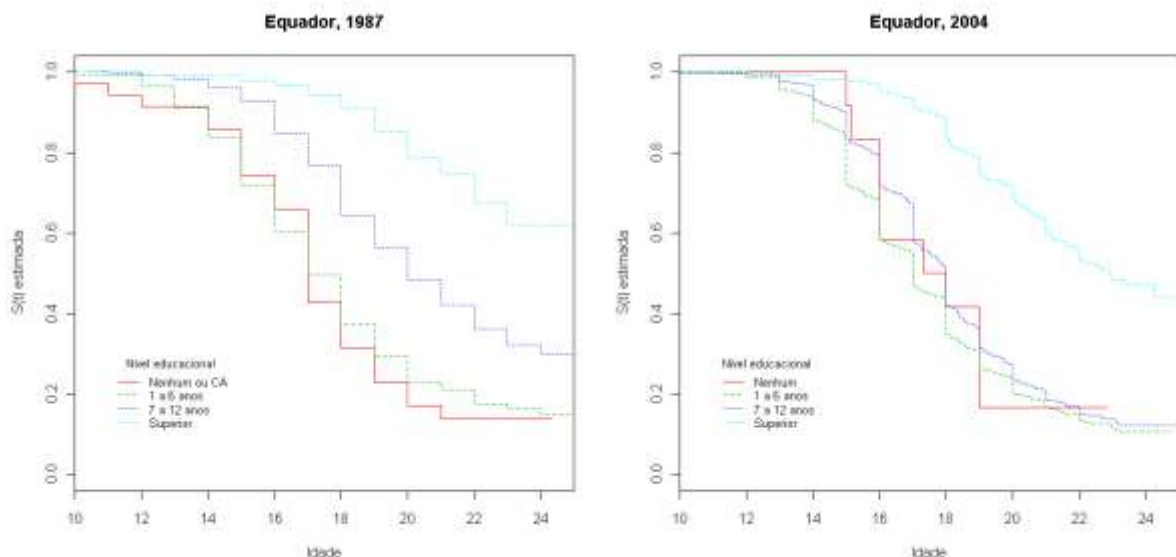 Equador, 1987
S(t) estimada
1.0
0.8
0.6
0.4
0.2
0.0
Nível educacional
Nenhum ou CA
1 a 6 anos
7 a 12 anos
Superior
10 12 14 16 18 20 22 24
Idade
Equador, 2004
S(t) estimada
1.0
0.8
0.6
0.4
0.2
0.0
Nível educacional
Nenhum
1 a 6 anos
7 a 12 anos
Superior
10 12 14 16 18 20 22 24
Idade